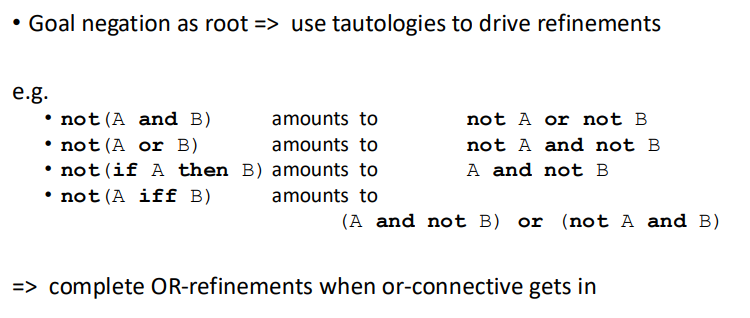 • Goal negation as root => use tautologies to drive refinements
e.g.
• not(A and B) amounts to not A or not B
• not(A or B) amounts to not A and not B
• not(if A then B) amounts to A and not B
• not(A iff B) amounts to
(A and not B) or (not A and B)
=> complete OR-refinements when or-connective gets in